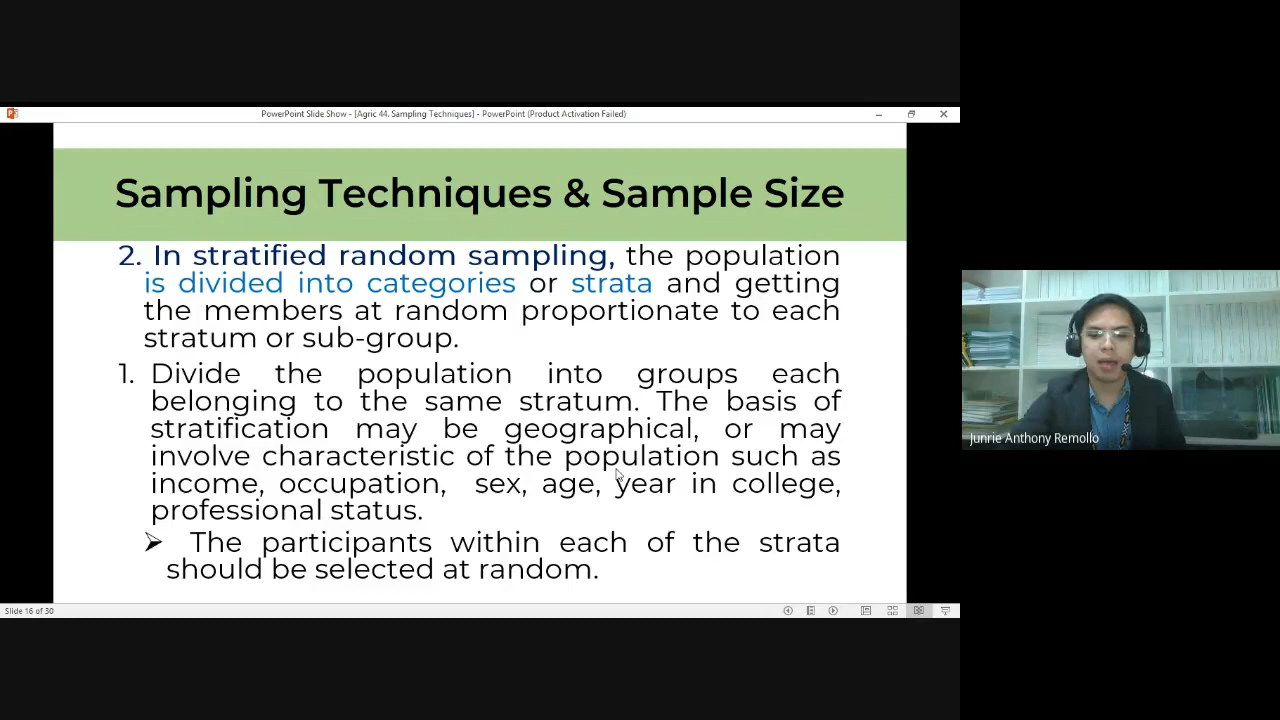 PowerPoint Slide Show - [Agric 44. Sampling Techniques] - PowerPoint (Product Activation Failed)
Sampling Techniques & Sample Size
2. In stratified random sampling, the population
is divided into categories or strata and getting
the members at random proportionate to each
stratum or sub-group.
1. Divide the population into groups each
belonging to the same stratum. The basis of
stratification may be geographical, or may
involve characteristic of the population such as
income, occupation, sex, age, year in college,
professional status.
➢ The participants within each of the strata
should be selected at random.
Slide 16 of 30
Junrie Anthony Remollo